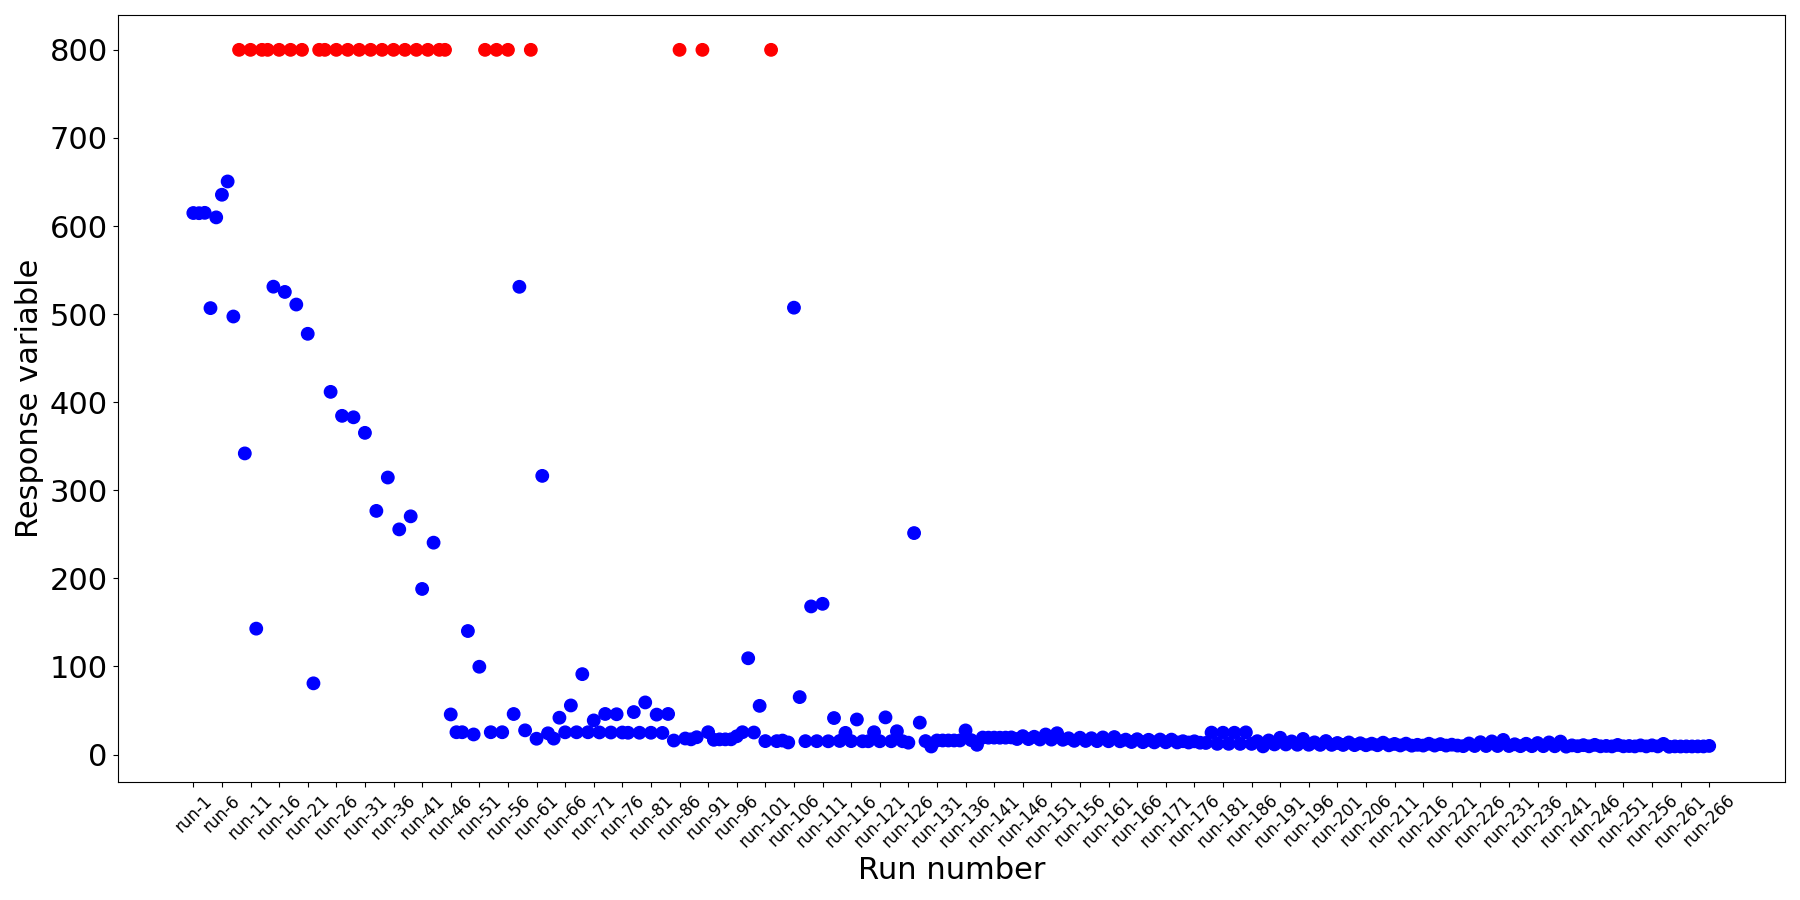 Response variable
800
700
600
500
400
300
200
100
0
run-1
run-6
run-11
run-16
run-21
run-26
run-31
run-36
run-41
run-46
run-51
run-56
run-61
run-66
run-71
run-76
run-81
run-86
run-91
run-96
run-101
run-106
run-111
run-116
run-121
run-126
run-131
run-136
run-141
run-146
run-151
run-156
run-161
run-166
run-171
run-176
run-181
run-186
run-191
run-196
run-201
run-206
run-211
run-216
run-221
run-226
run-231
run-236
run-241
run-246
run-251
run-256
run-261
run-266
Run number